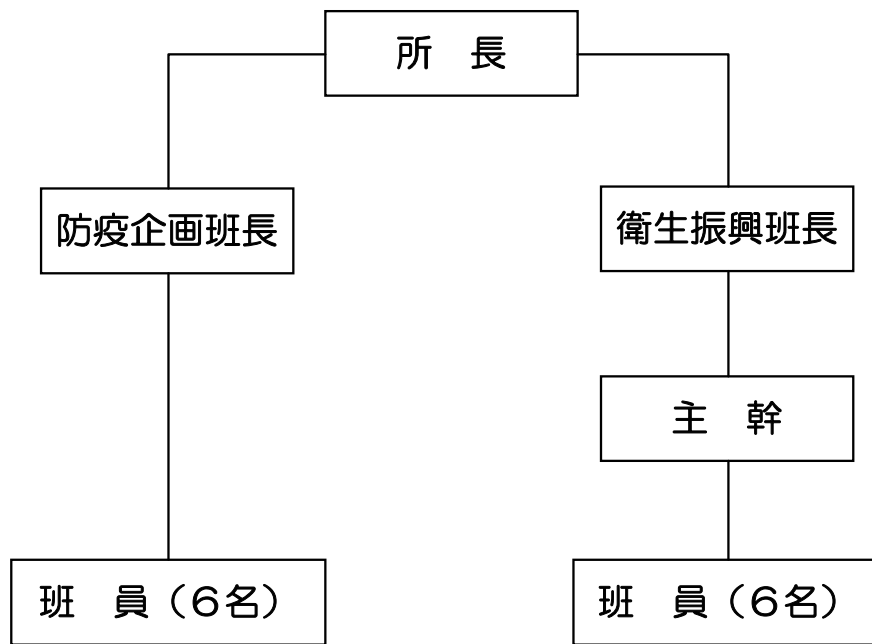 所　長
防疫企画班長
衛生振興班長
主　幹
班　員（６名）
班　員（６名）